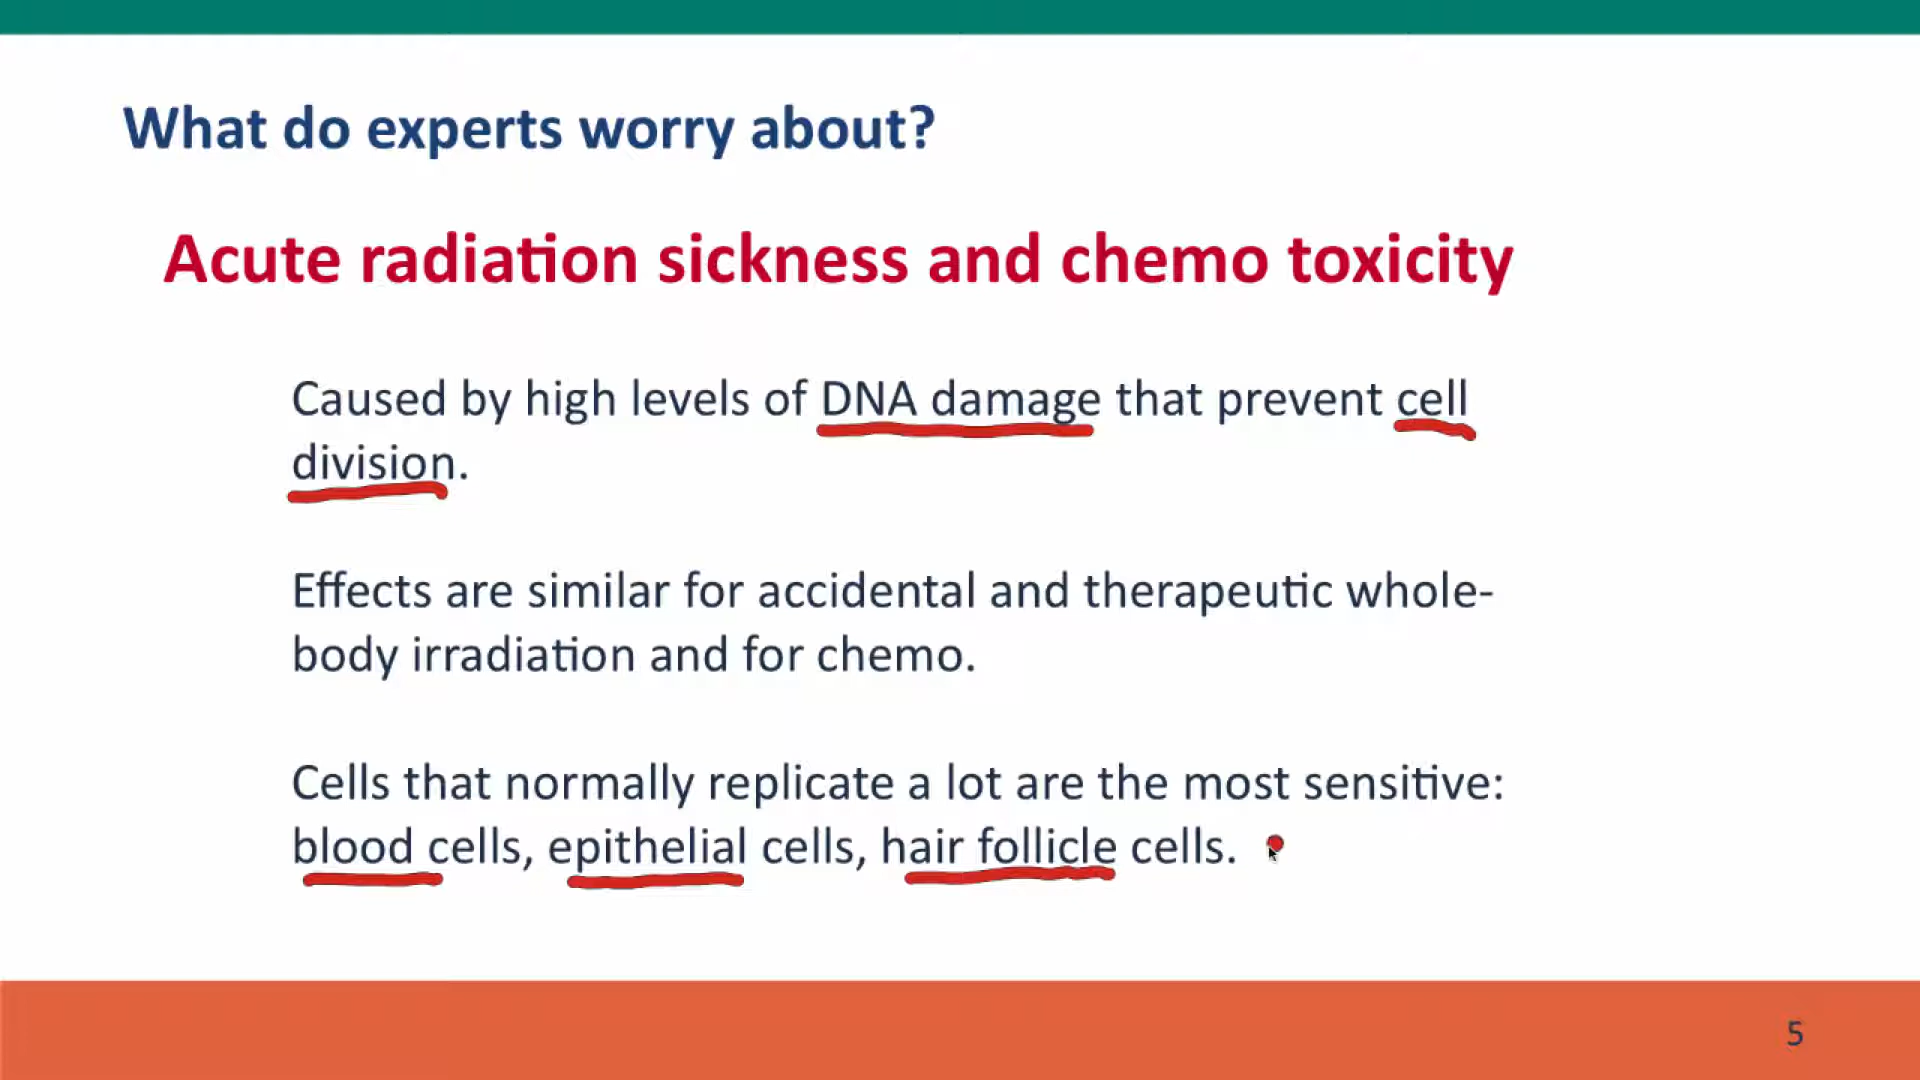 What do experts worry about?
Acute radiation sickness and chemo toxicity
Caused by high levels of DNA damage that prevent cell
division.
Effects are similar for accidental and therapeutic whole-
body irradiation and for chemo.
Cells that normally replicate a lot are the most sensitive:
blood cells, epithelial cells, hair follicle cells.
5